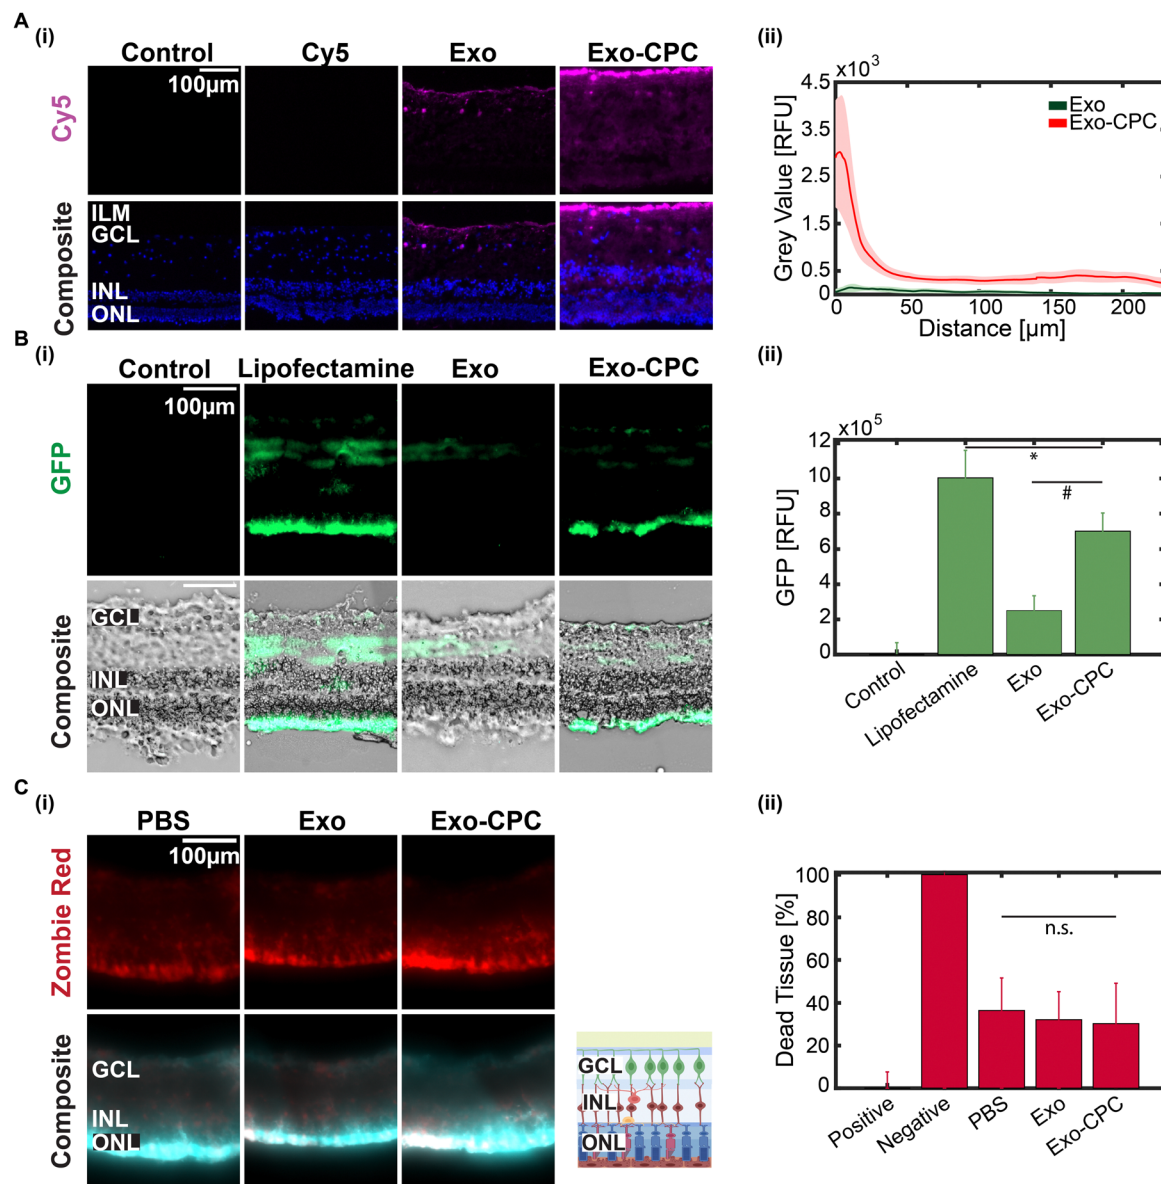 A
(i)
Control
Cy5
Exo
Exo-CPC
100µm
Cy5
Composite
ILM
GCL
INL
ONL
(ii)
x10³
4.5
3.5
2.5
1.5
0.5
0
Grey Value [RFU]
Exo
Exo-CPC
0
50
100
150
200
Distance [µm]
B
(i)
Control
Lipofectamine
Exo
Exo-CPC
100µm
GFP
Composite
GCL
INL
ONL
(ii)
x10⁵
12
10
8
6
4
2
0
GFP [RFU]
*
#
Control
Lipofectamine
Exo
Exo-CPC
C
(i)
PBS
Exo
Exo-CPC
100µm
Zombie Red
Composite
GCL
INL
ONL
GCL
INL
ONL
(ii)
100
80
60
40
20
0
Dead Tissue [%]
n.s.
Positive
Negative
PBS
Exo
Exo-CPC